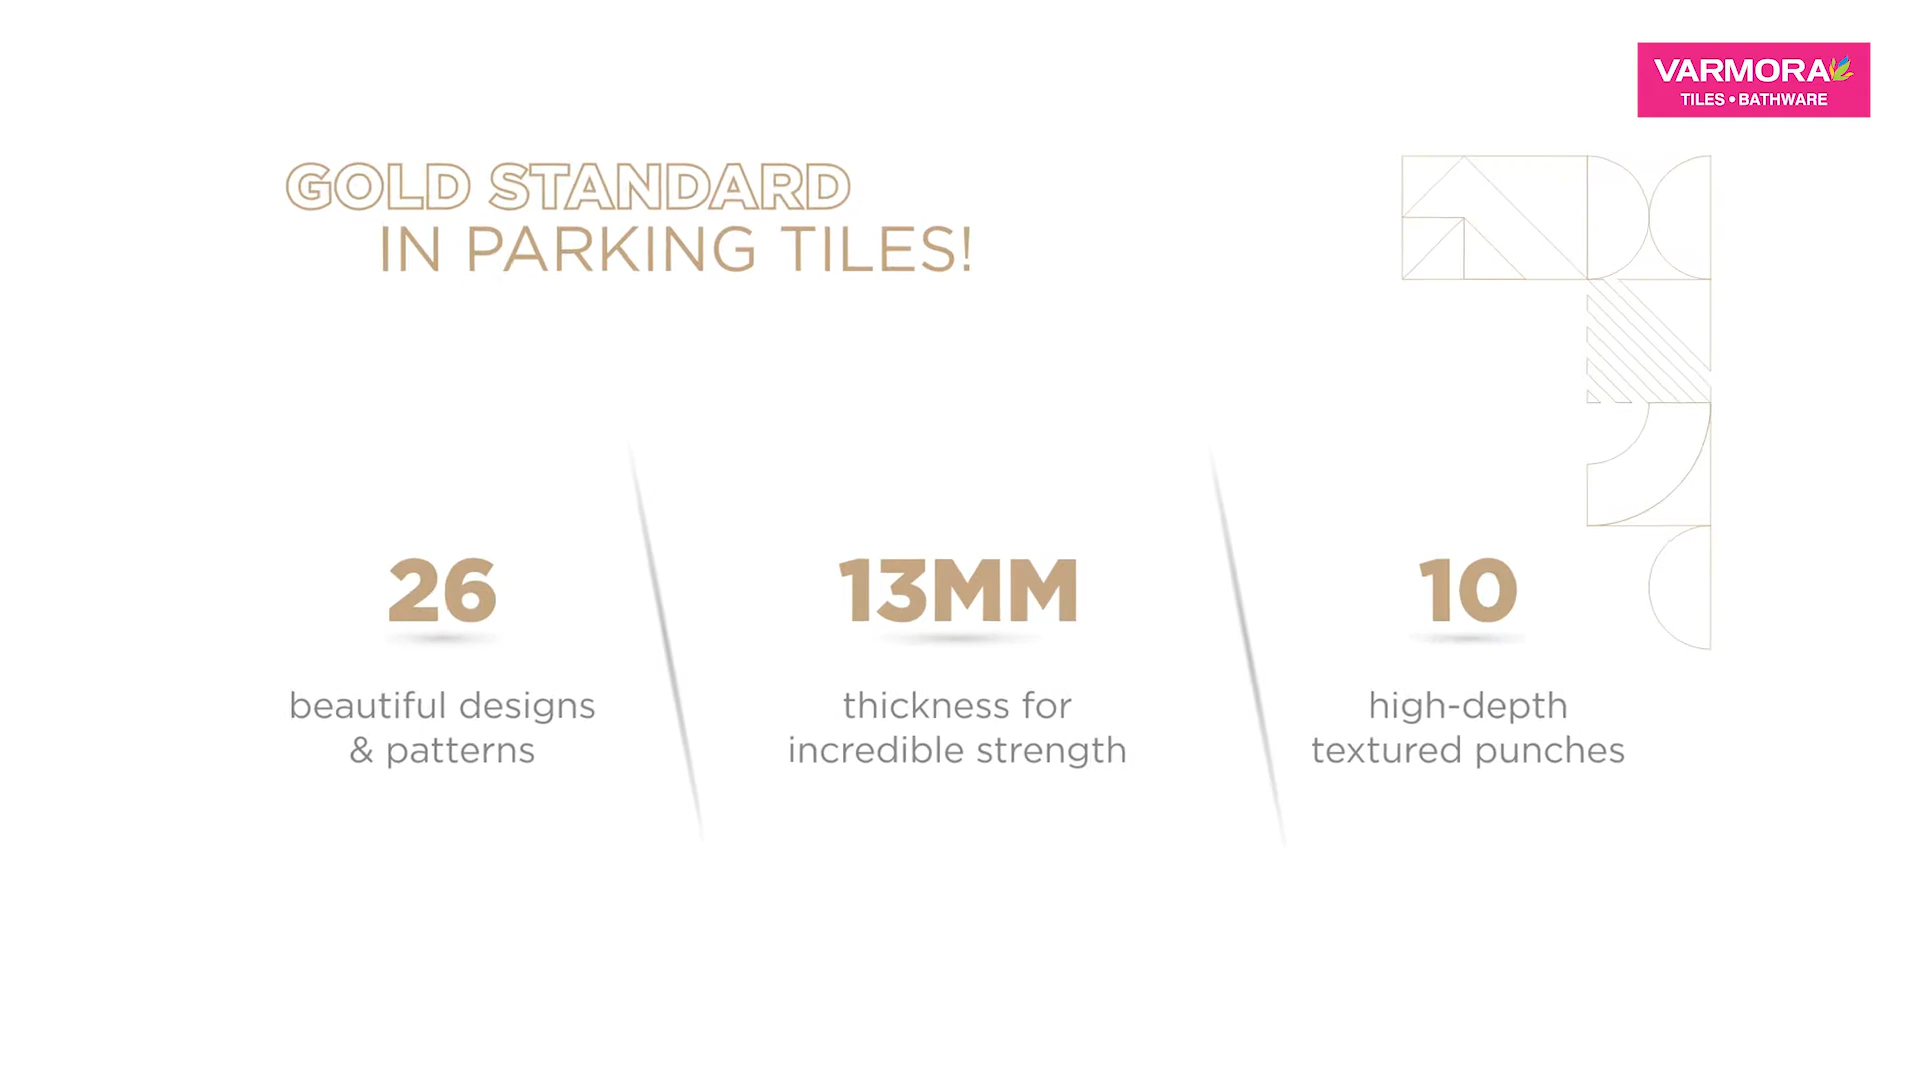 VARMORA
TILES • BATHWARE
GOLD STANDARD
IN PARKING TILES!
26
beautiful designs
& patterns
13MM
thickness for
incredible strength
10
high-depth
textured punches